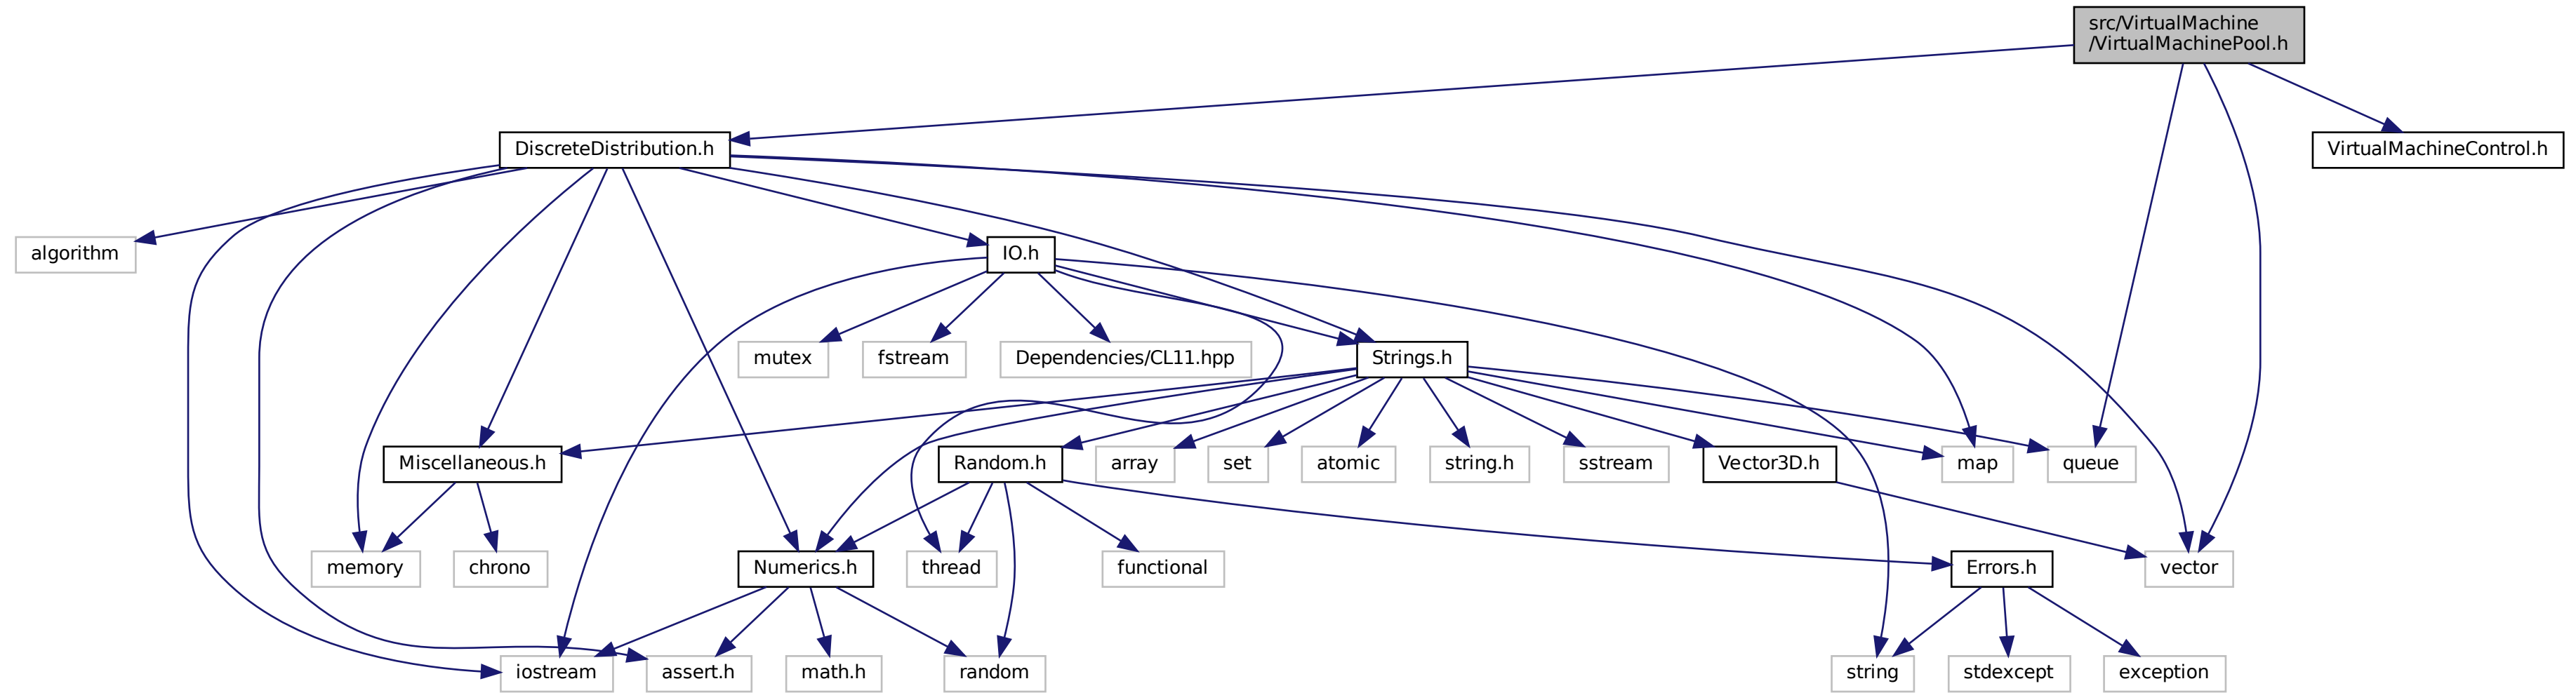 src/VirtualMachine
/VirtualMachinePool.h
DiscreteDistribution.h
VirtualMachineControl.h
algorithm
IO.h
mutex
fstream
Dependencies/CL11.hpp
Strings.h
Miscellaneous.h
Random.h
array
set
atomic
string.h
sstream
Vector3D.h
map
queue
memory
chrono
Numerics.h
thread
functional
Errors.h
vector
iostream
assert.h
math.h
random
string
stdexcept
exception